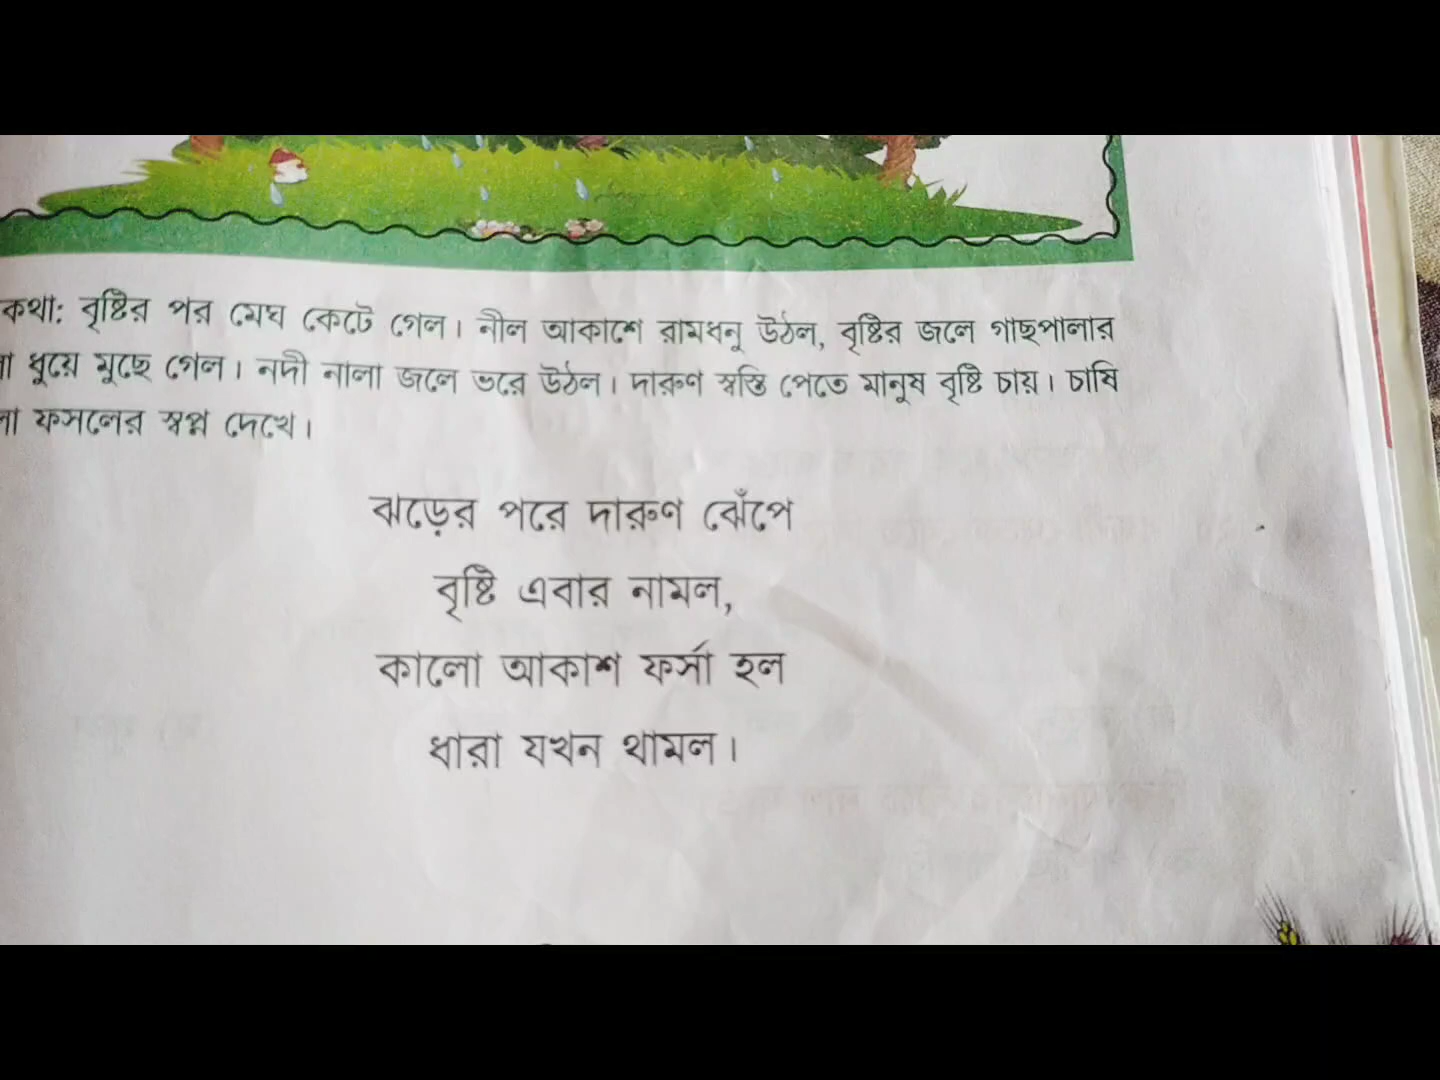 কথা: বৃষ্টির পর মেঘ কেটে গেল। নীল আকাশে রামধনু উঠল, বৃষ্টির জলে গাছপালার
ধুয়ে মুছে গেল। নদী নালা জলে ভরে উঠল। দারুণ স্বস্তি পেতে মানুষ বৃষ্টি চায়। চাষি
ফসলের স্বপ্ন দেখে।
ঝড়ের পরে দারুণ ঝেঁপে
বৃষ্টি এবার নামল,
কালো আকাশ ফর্সা হল
ধারা যখন থামল।